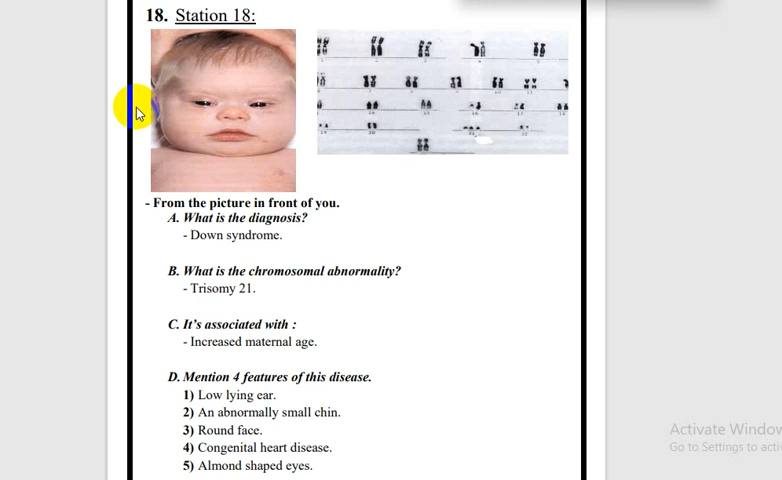 18. Station 18:
- From the picture in front of you.
A. What is the diagnosis?
- Down syndrome.
B. What is the chromosomal abnormality?
- Trisomy 21.
C. It's associated with :
- Increased maternal age.
D. Mention 4 features of this disease.
1) Low lying ear.
2) An abnormally small chin.
3) Round face.
4) Congenital heart disease.
5) Almond shaped eyes.
Activate Window
Go to Settings to acti